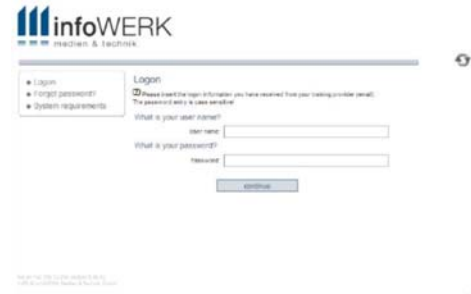 infoWERK
medien & technik
Logon
Forgot password?
System requirements
Logon
Please insert the logon information you have received from your training provider (email).
The password entry is case sensitive!
What is your user name?
User name:
What is your password?
Password:
continue